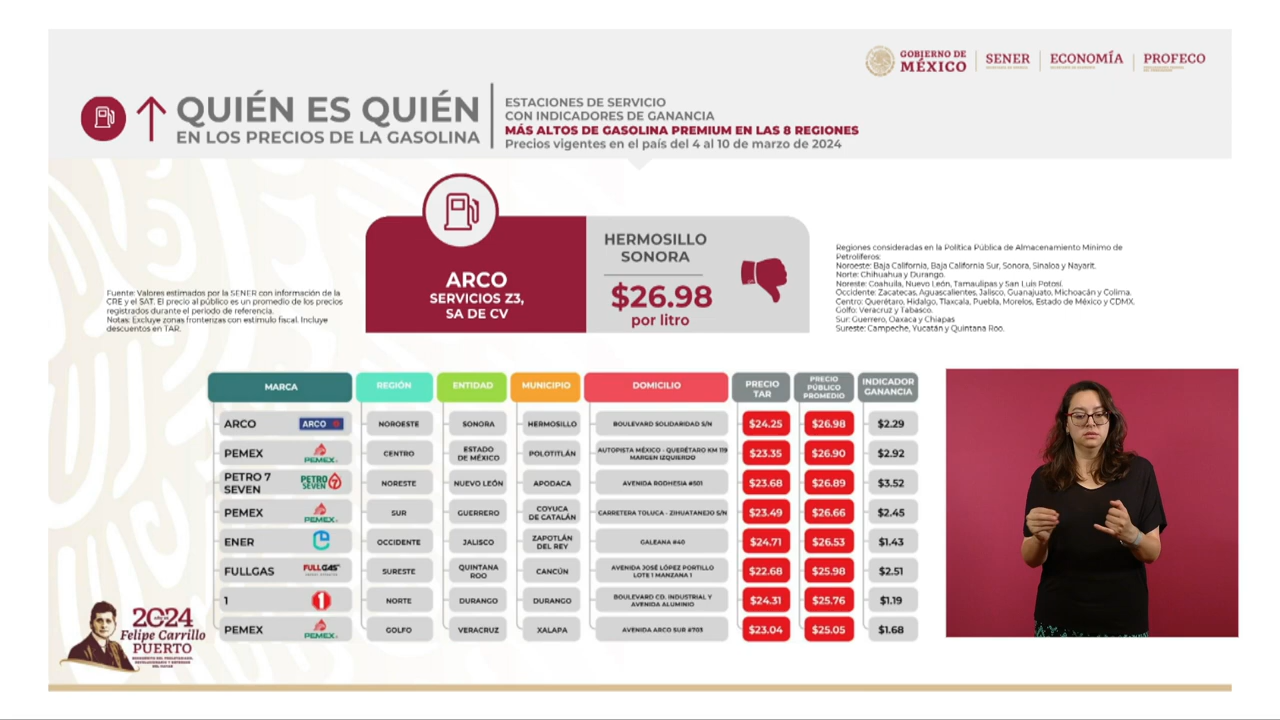 GOBIERNO DE
MÉXICO
SENER
ECONOMÍA
PROFECO
QUIÉN ES QUIÉN
EN LOS PRECIOS DE LA GASOLINA
ESTACIONES DE SERVICIO
CON INDICADORES DE GANANCIA
MÁS ALTOS DE GASOLINA PREMIUM EN LAS 8 REGIONES
Precios vigentes en el país del 4 al 10 de marzo de 2024
ARCO
SERVICIOS Z3,
SA DE CV
HERMOSILLO
SONORA
$26.98
por litro
Fuente: Valores estimados por la SENER con información de la
CRE y el SAT. El precio al público es un promedio de los precios
registrados durante el periodo de referencia.
Notas: Excluye zonas fronterizas con estímulo fiscal. Incluye
descuentos en TAR.
Regiones consideradas en la Política Pública de Almacenamiento Mínimo de
Petrolíferos:
Noroeste: Baja California, Baja California Sur, Sonora, Sinaloa y Nayarit.
Norte: Chihuahua y Durango.
Noreste: Coahuila, Nuevo León, Tamaulipas y San Luis Potosí.
Occidente: Zacatecas, Aguascalientes, Jalisco, Guanajuato, Michoacán y Colima.
Centro: Querétaro, Hidalgo, Tlaxcala, Puebla, Morelos, Estado de México y CDMX.
Golfo: Veracruz y Tabasco.
Sur: Guerrero, Oaxaca y Chiapas
Sureste: Campeche, Yucatán y Quintana Roo.
MARCA REGIÓN ENTIDAD MUNICIPIO DOMICILIO PRECIO TAR PRECIO PÚBLICO PROMEDIO INDICADOR GANANCIA
ARCO ARCO NOROESTE SONORA HERMOSILLO BOULEVARD SOLIDARIDAD S/N $24.25 $26.98 $2.29
PEMEX PEMEX CENTRO ESTADO DE MÉXICO POLOTITLÁN AUTOPISTA MÉXICO - QUERÉTARO KM 119 MARGEN IZQUIERDO $23.35 $26.90 $2.92
PETRO 7 SEVEN PETRO SEVEN 7 NORESTE NUEVO LEÓN APODACA AVENIDA RODHESIA #501 $23.68 $26.89 $3.52
PEMEX PEMEX SUR GUERRERO COYUCA DE CATALÁN CARRETERA TOLUCA - ZIHUATANEJO S/N $23.49 $26.66 $2.45
ENER OCCIDENTE JALISCO ZAPOTLÁN DEL REY GALEANA #40 $24.71 $26.53 $1.43
FULLGAS FULLGAS SURESTE QUINTANA ROO CANCÚN AVENIDA JOSÉ LÓPEZ PORTILLO LOTE 1 MANZANA 1 $22.68 $25.98 $2.51
1 1 NORTE DURANGO DURANGO BOULEVARD CD. INDUSTRIAL Y AVENIDA ALUMINIO $24.31 $25.76 $1.19
PEMEX PEMEX GOLFO VERACRUZ XALAPA AVENIDA ARCO SUR #703 $23.04 $25.05 $1.68
2024
Felipe Carrillo
PUERTO